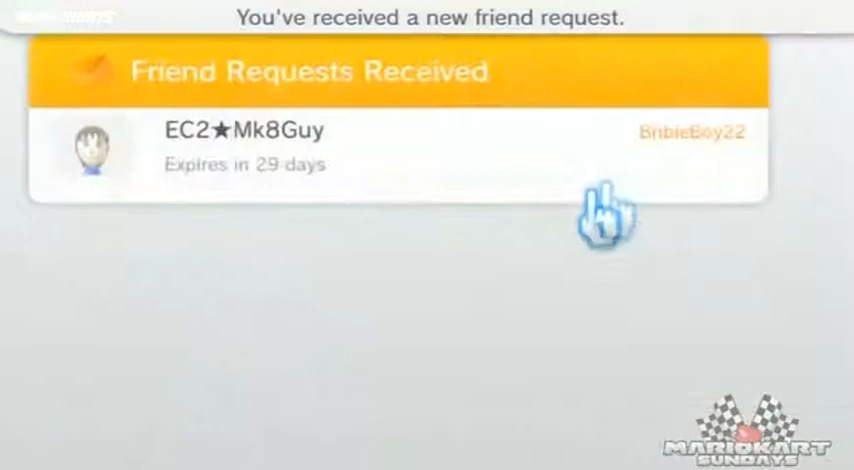 You've received a new friend request.
Friend Requests Received
EC2★Mk8Guy
BribieBoy22
Expires in 29 days
MARIOKART
SUNDAYS